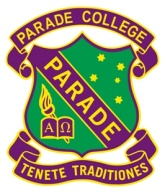 PARADE COLLEGE
PARADE
Α Ω
TENETE TRADITIONES